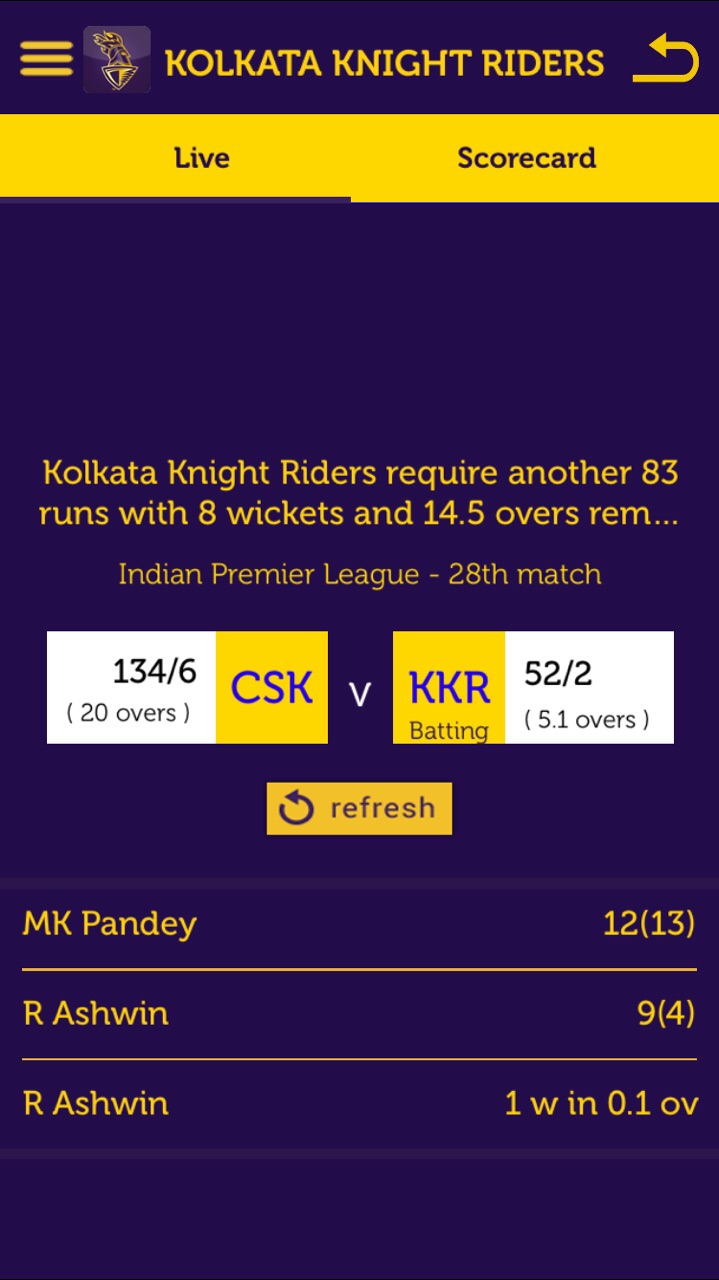 KOLKATA KNIGHT RIDERS
Live
Scorecard
Kolkata Knight Riders require another 83
runs with 8 wickets and 14.5 overs rem...
Indian Premier League - 28th match
134/6
( 20 overs )
CSK
v
KKR
Batting
52/2
( 5.1 overs )
refresh
MK Pandey 12(13)
R Ashwin 9(4)
R Ashwin 1 w in 0.1 ov